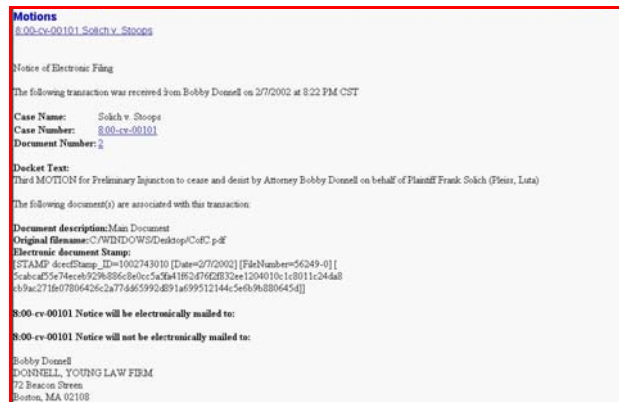 Motions
8:00-cv-00101 Solich v. Stoops
Notice of Electronic Filing
The following transaction was received from Bobby Donnell on 2/7/2002 at 8:22 PM CST
Case Name: Solich v. Stoops
Case Number: 8:00-cv-00101
Document Number: 2
Docket Text:
Third MOTION for Preliminary Injunction to cease and desist by Attorney Bobby Donnell on behalf of Plaintiff Frank Solich (Pleiss, Luta)
The following document(s) are associated with this transaction:
Document description:Main Document
Original filename:C:/WINDOWS/Desktop/CofC.pdf
Electronic document Stamp:
[STAMP dcecfStamp_ID=1002743010 [Date=2/7/2002] [FileNumber=56249-0] [
8:00-cv-00101 Notice will be electronically mailed to:
8:00-cv-00101 Notice will not be electronically mailed to:
Bobby Donnell
DONNELL, YOUNG LAW FIRM
72 Beacon Streen
Boston, MA 02108